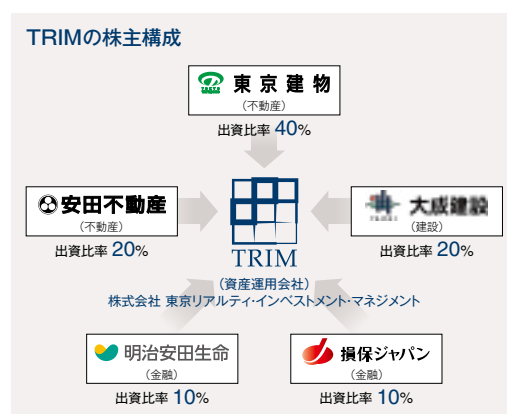 TRIMの株主構成
東京建物
(不動産)
出資比率 40%
安田不動産
(不動産)
出資比率 20%
大成建設
(建設)
出資比率 20%
TRIM
(資産運用会社)
株式会社 東京リアルティ・インベストメント・マネジメント
明治安田生命
(金融)
出資比率 10%
損保ジャパン
(金融)
出資比率 10%